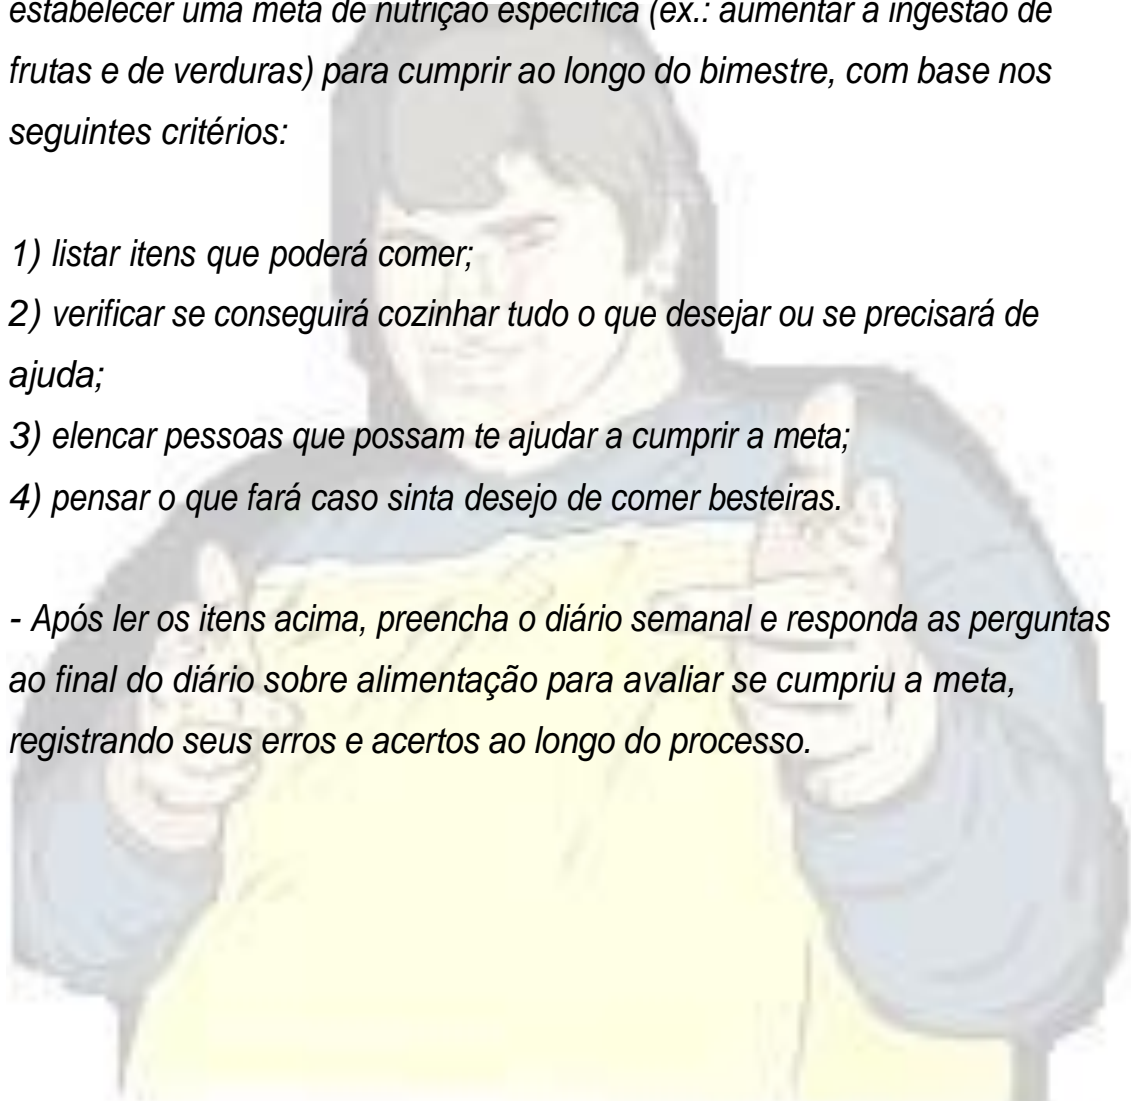 estabelecer uma meta de nutrição específica (ex.: aumentar a ingestão de
frutas e de verduras) para cumprir ao longo do bimestre, com base nos
seguintes critérios:
1) listar itens que poderá comer;
2) verificar se conseguirá cozinhar tudo o que desejar ou se precisará de
ajuda;
3) elencar pessoas que possam te ajudar a cumprir a meta;
4) pensar o que fará caso sinta desejo de comer besteiras.
- Após ler os itens acima, preencha o diário semanal e responda as perguntas
ao final do diário sobre alimentação para avaliar se cumpriu a meta,
registrando seus erros e acertos ao longo do processo.